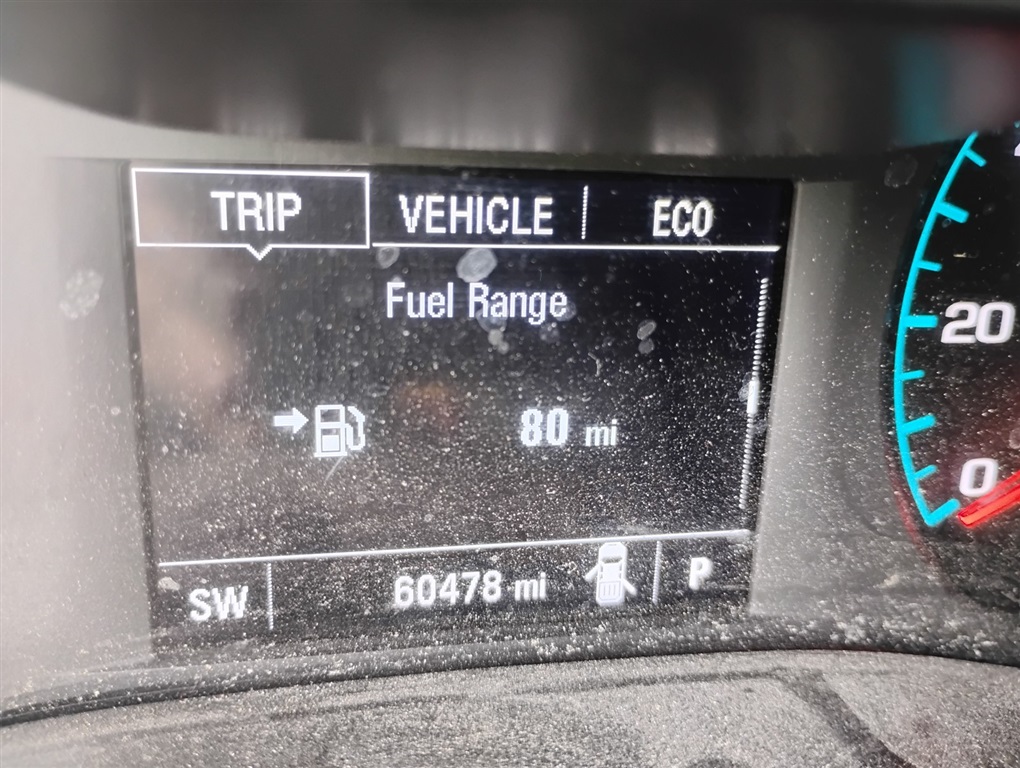 TRIP VEHICLE ECO
Fuel Range
80 mi
20
0
SW 60478 mi P